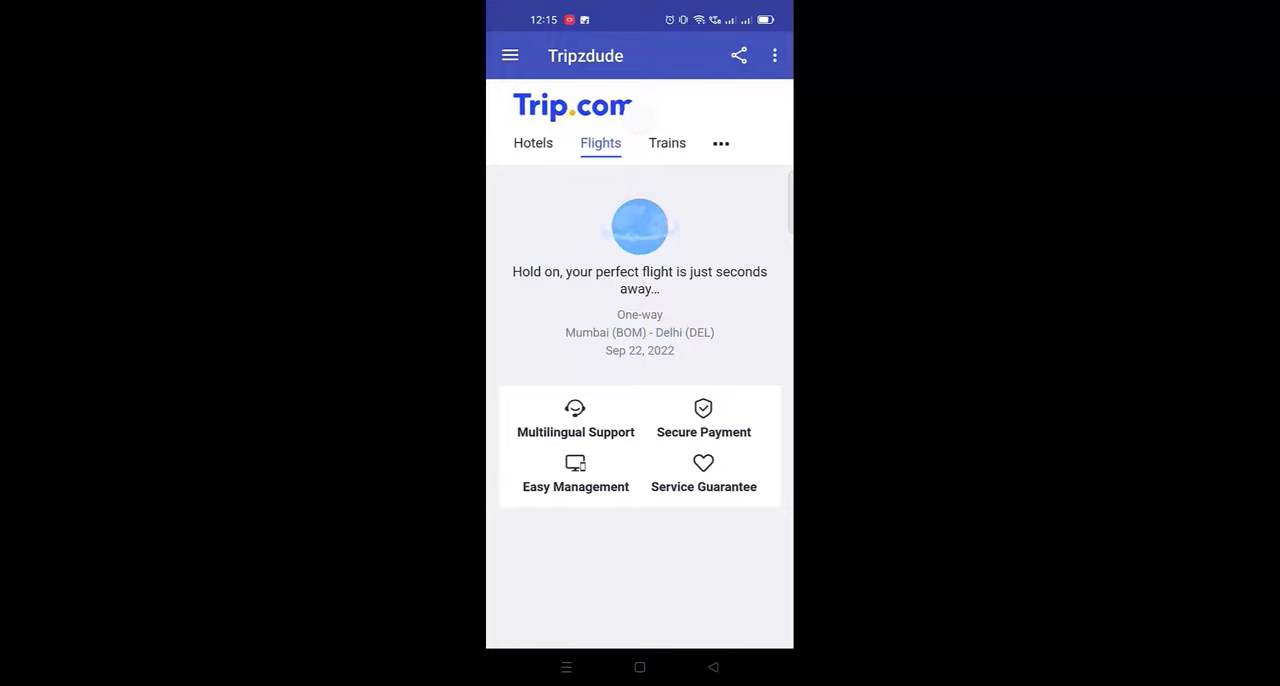 12:15
Tripzdude
Trip.com
Hotels Flights Trains
Hold on, your perfect flight is just seconds
away...
One-way
Mumbai (BOM) - Delhi (DEL)
Sep 22, 2022
Multilingual Support Secure Payment
Easy Management Service Guarantee